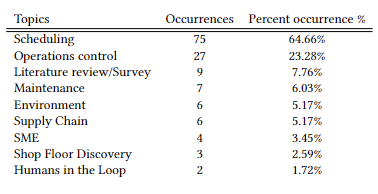 Topics Occurrences Percent occurrence %
Scheduling 75 64.66%
Operations control 27 23.28%
Literature review/Survey 9 7.76%
Maintenance 7 6.03%
Environment 6 5.17%
Supply Chain 6 5.17%
SME 4 3.45%
Shop Floor Discovery 3 2.59%
Humans in the Loop 2 1.72%